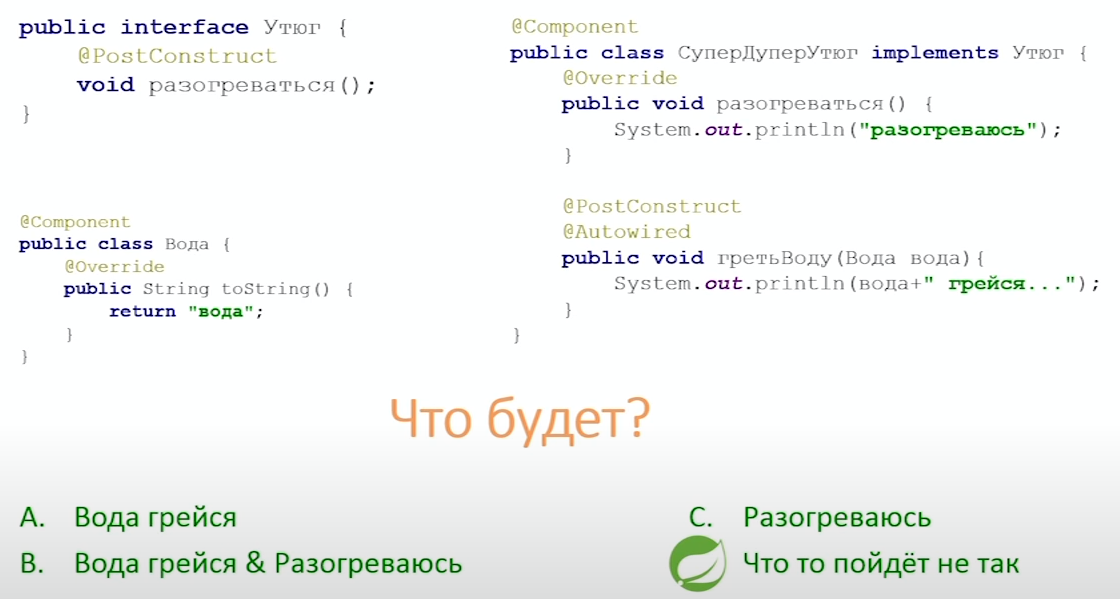 public interface Утюг {
@PostConstruct
void разогреваться();
}
@Component
public class СуперДуперУтюг implements Утюг {
@Override
public void разогреваться() {
System.out.println("разогреваюсь");
}
@PostConstruct
@Autowired
public void гретьВоду(Вода вода){
System.out.println(вода+" грейся...");
}
}
@Component
public class Вода {
@Override
public String toString() {
return "вода";
}
}
Что будет?
A. Вода грейся
B. Вода грейся & Разогреваюсь
C. Разогреваюсь
Что то пойдёт не так